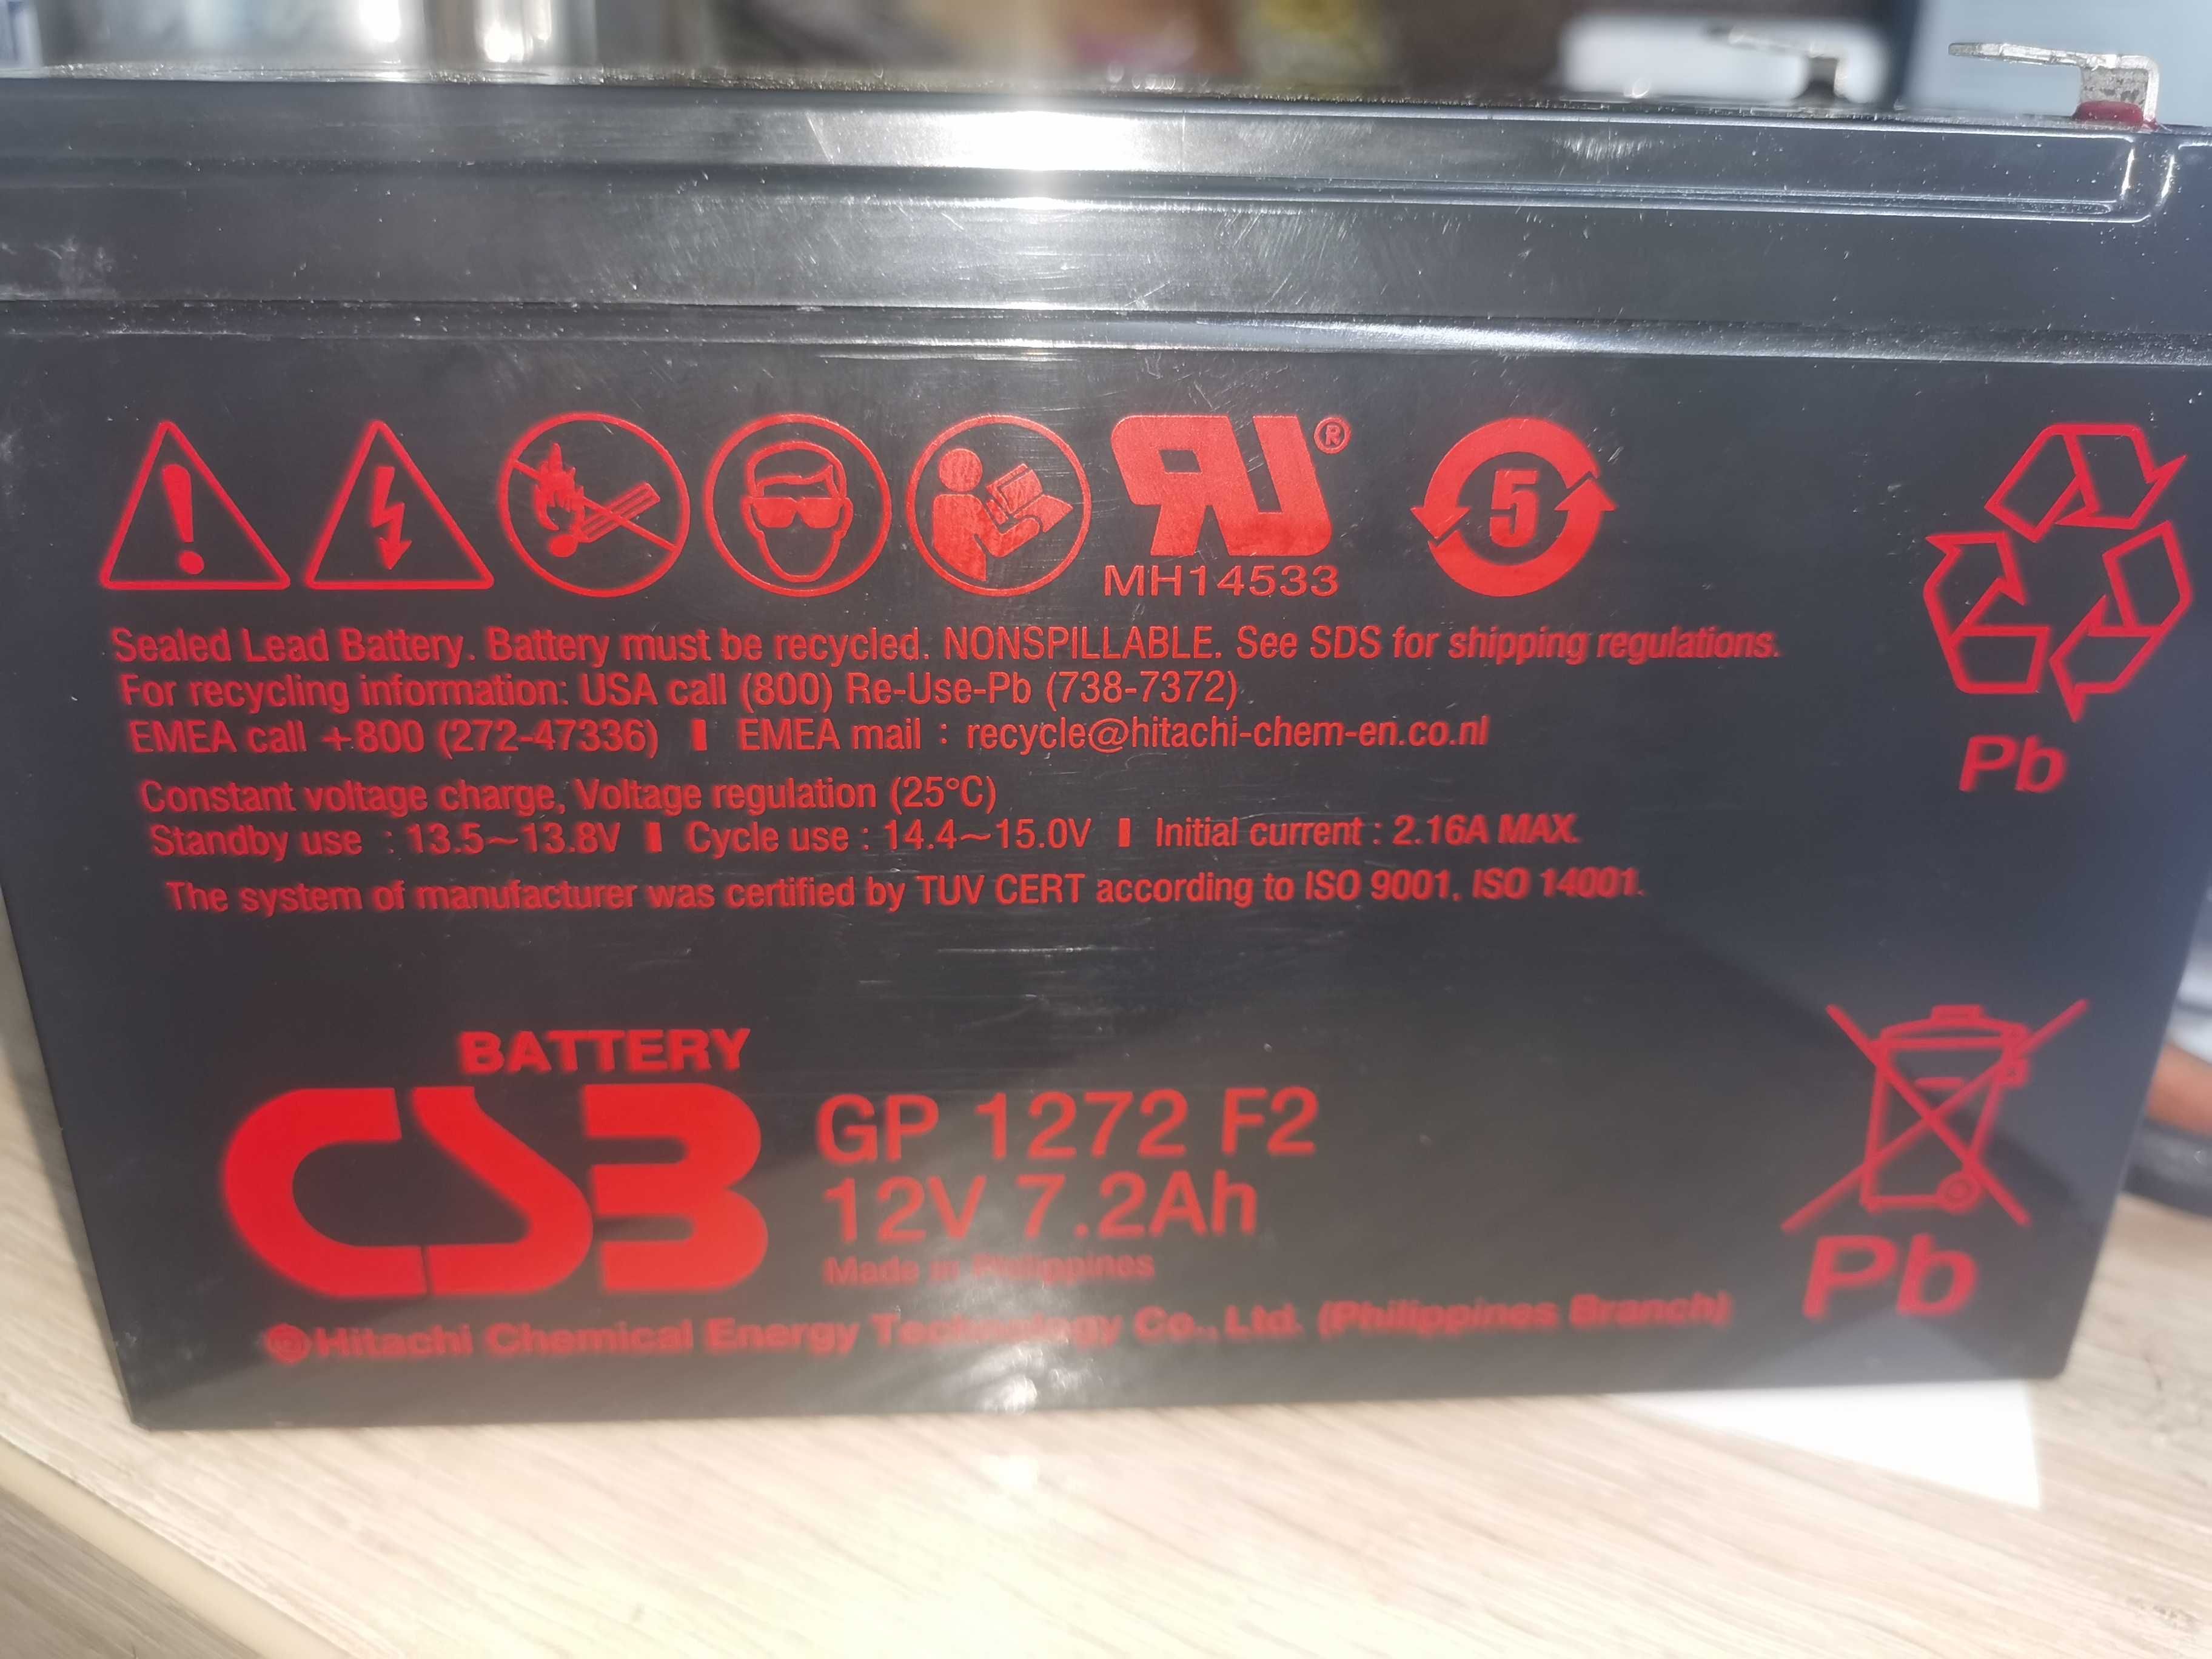 RU®
MH14533
5
Sealed Lead Battery. Battery must be recycled. NONSPILLABLE. See SDS for shipping regulations.
For recycling information: USA call (800) Re-Use-Pb (738-7372).
EMEA call +800 (272-47336) ▮ EMEA mail : recycle@hitachi-chem-en.co.nl
Pb
Constant voltage charge, Voltage regulation (25°C)
Standby use : 13.5~13.8V ▮ Cycle use : 14.4~15.0V ▮ Initial current : 2.16A MAX.
The system of manufacturer was certified by TUV CERT according to ISO 9001, ISO 14001.
BATTERY
CSB
GP 1272 F2
12V 7.2Ah
Made in Philippines
Hitachi Chemical Energy Technology Co., Ltd. (Philippines Branch)
Pb